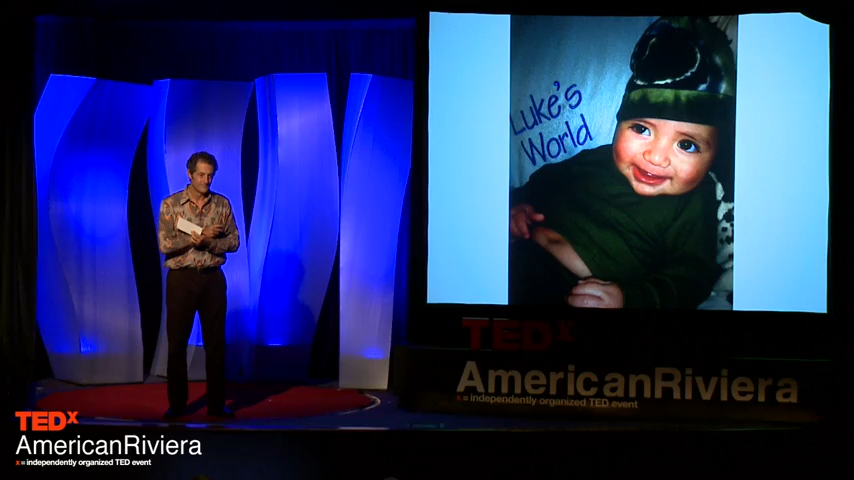 Luke's
World
TEDx
AmericanRiviera
x = independently organized TED event
TEDx
AmericanRiviera
x = independently organized TED event